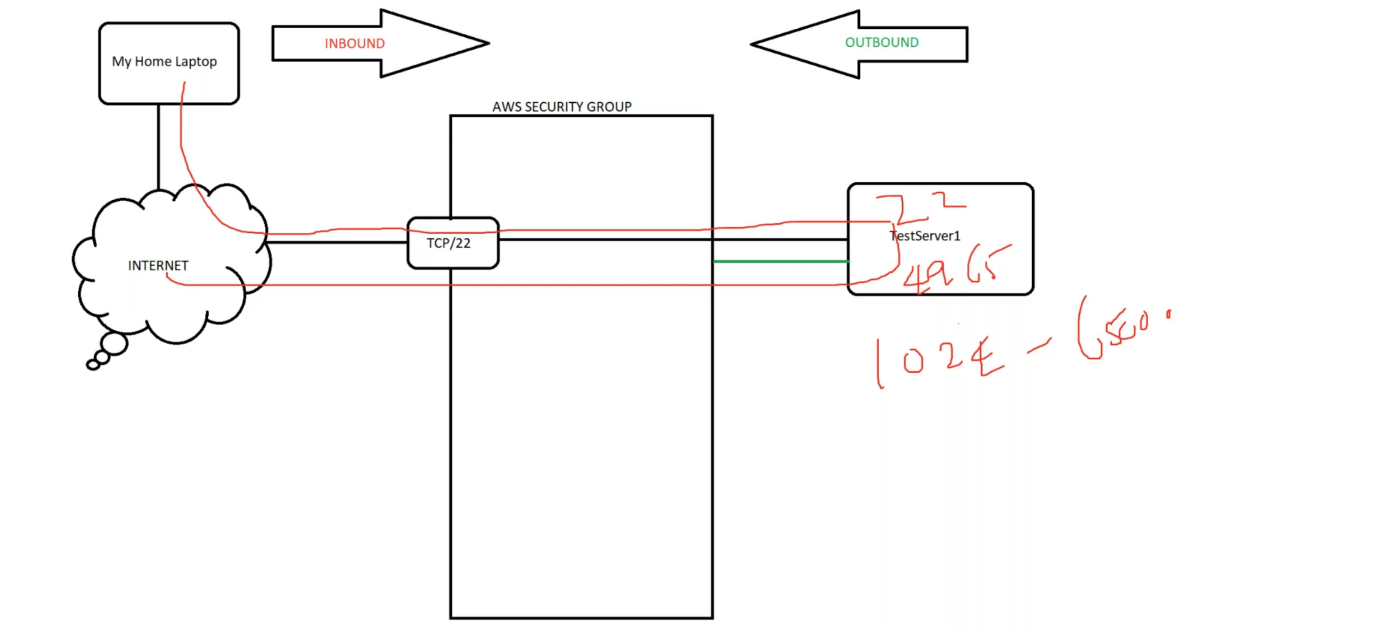 INBOUND
OUTBOUND
My Home Laptop
AWS SECURITY GROUP
22
TCP/22
TestServer1
INTERNET
4965
1024 -